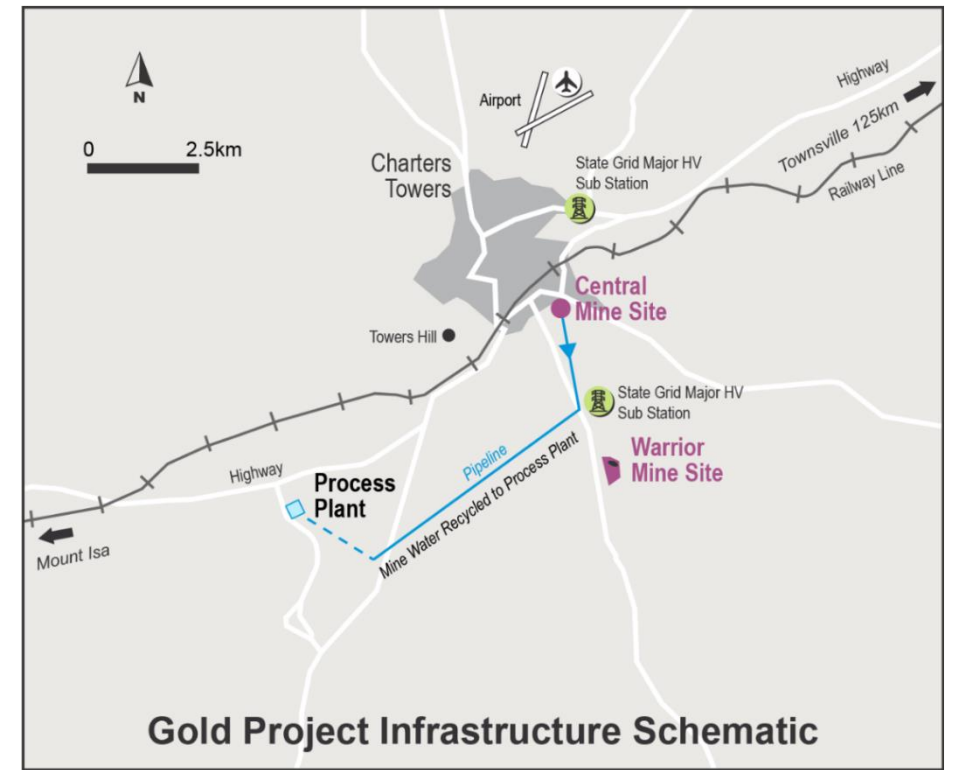 Highway
Airport
N
Townsville 125km
0 2.5km
State Grid Major HV
Sub Station
Charters
Towers
Railway Line
Central
Mine Site
Towers Hill
State Grid Major HV
Sub Station
Warrior
Mine Site
Pipeline
Highway
Process
Plant
Mine Water Recycled to Process Plant
Mount Isa
Gold Project Infrastructure Schematic